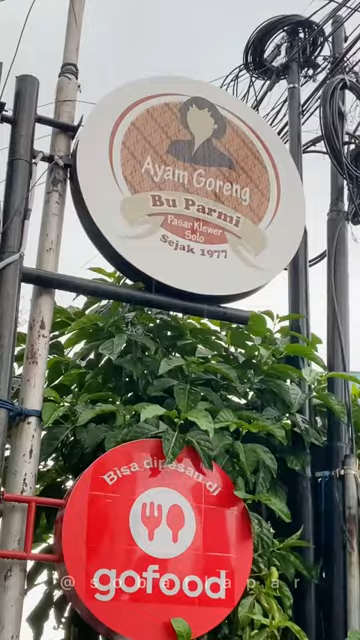 Ayam Goreng
Bu Parmi
Pasar Klewer
Solo
Sejak 1977
Bisa dipesan di
gofood